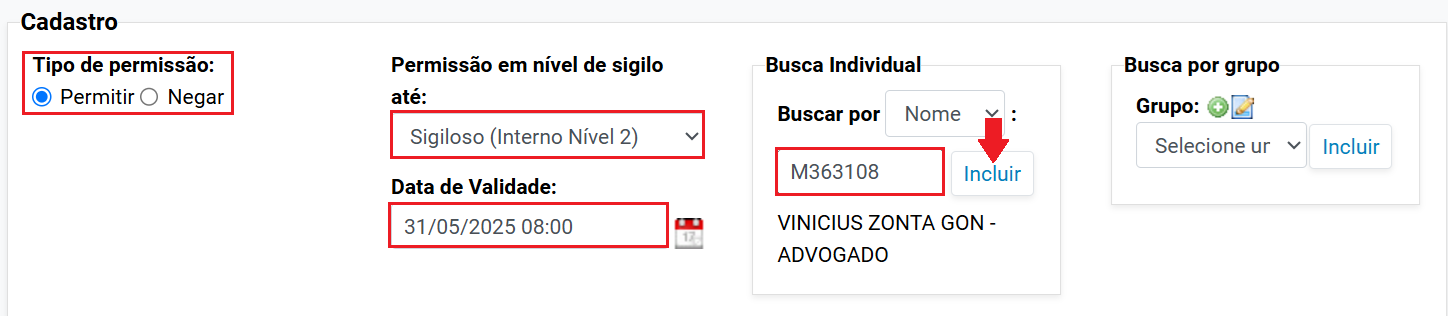 Cadastro
Tipo de permissão:
Permitir Negar
Permissão em nível de sigilo
até:
Sigiloso (Interno Nível 2)
Data de Validade:
31/05/2025 08:00
17
Busca Individual
Buscar por Nome :
M363108 Incluir
VINICIUS ZONTA GON -
ADVOGADO
Busca por grupo
Grupo:
Selecione ur Incluir